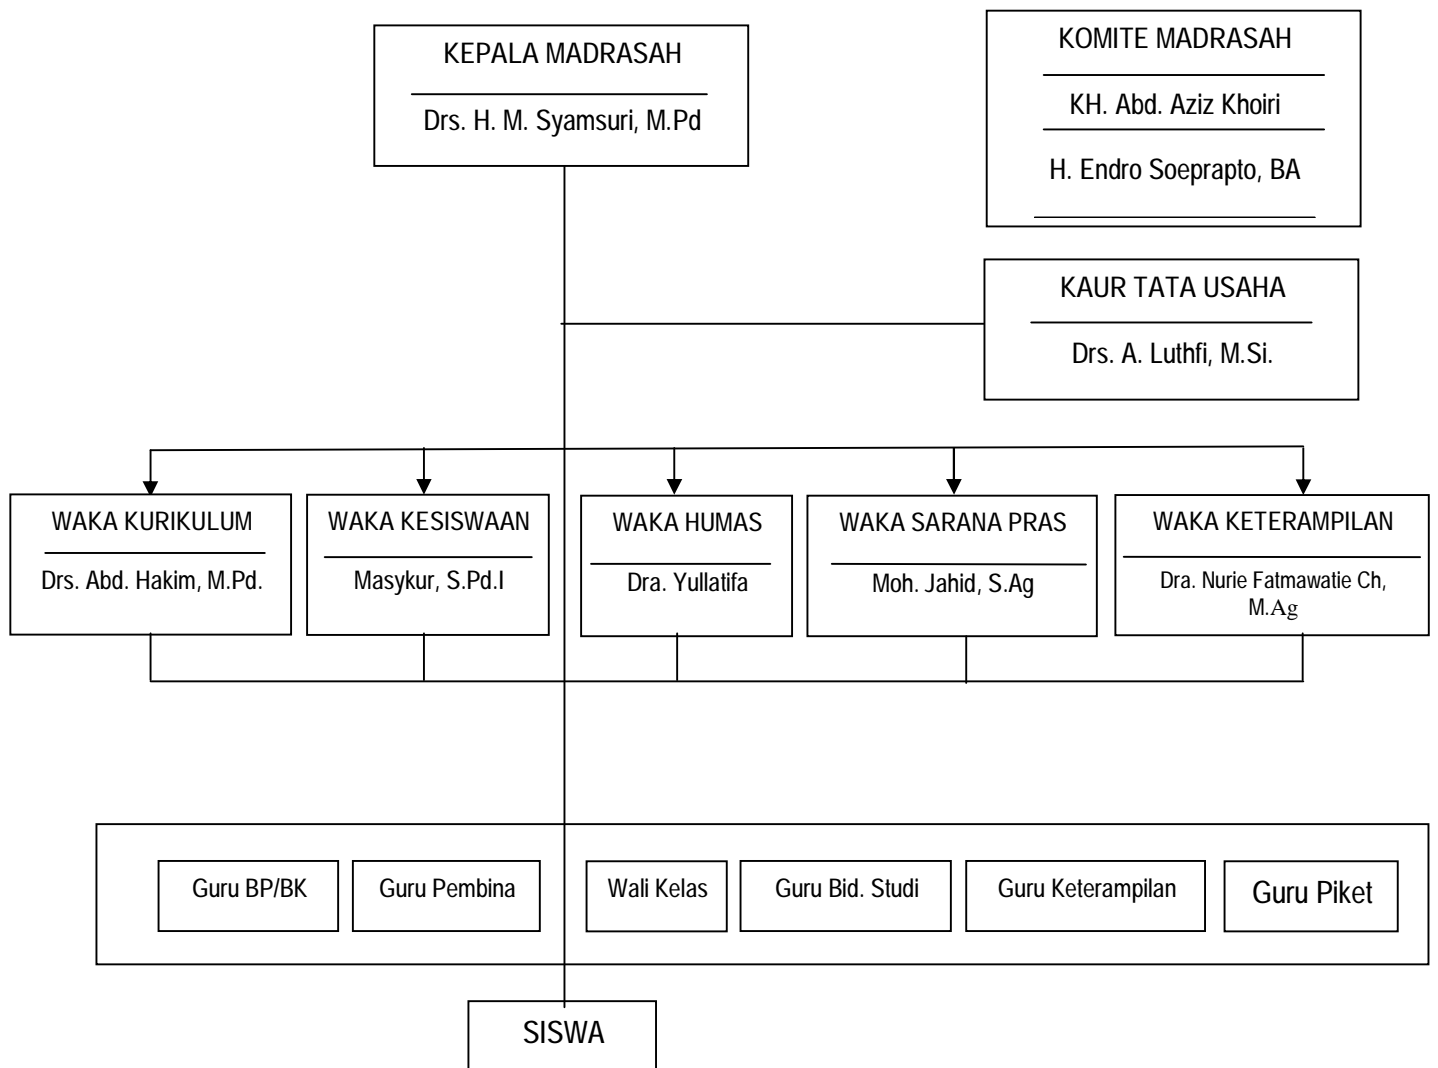 KEPALA MADRASAH
Drs. H. M. Syamsuri, M.Pd
KOMITE MADRASAH
KH. Abd. Aziz Khoiri
H. Endro Soeprapto, BA
KAUR TATA USAHA
Drs. A. Luthfi, M.Si.
WAKA KURIKULUM
Drs. Abd. Hakim, M.Pd.
WAKA KESISWAAN
Masykur, S.Pd.I
WAKA HUMAS
Dra. Yullatifa
WAKA SARANA PRAS
Moh. Jahid, S.Ag
WAKA KETERAMPILAN
Dra. Nurie Fatmawatie Ch,
M.Ag
Guru BP/BK
Guru Pembina
Wali Kelas
Guru Bid. Studi
Guru Keterampilan
Guru Piket
SISWA